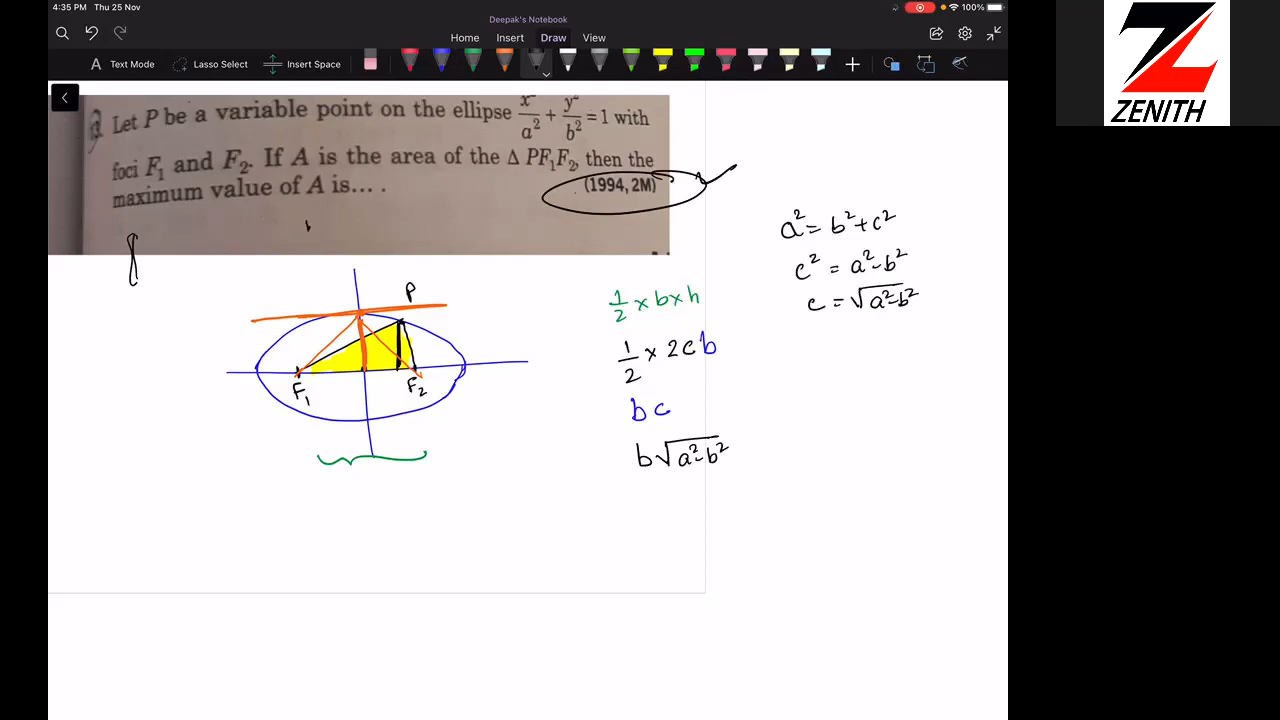 4:35 PM Thu 25 Nov
100%
Deepak's Notebook
Home Insert Draw View
Text Mode Lasso Select Insert Space
Let P be a variable point on the ellipse x²/a² + y²/b² = 1 with
foci F₁ and F₂. If A is the area of the Δ PF₁F₂, then the
maximum value of A is... . (1994, 2M)
a² = b² + c²
c² = a² - b²
c = √a² - b²
P
F₁
F₂
1/2 × b × h
1/2 × 2c b
b c
b√a² - b²
Z
ZENITH